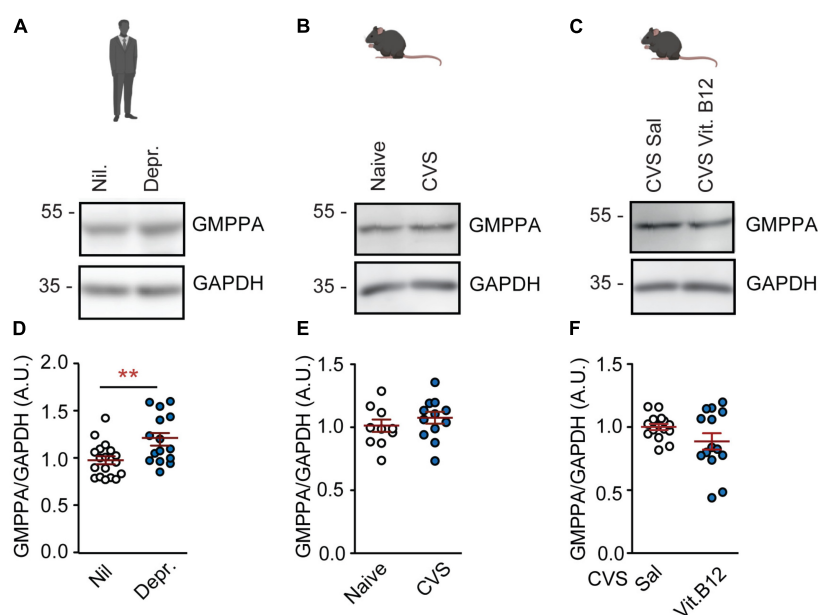 A
B
C
Nil.
Depr.
Naive
CVS
CVS Sal
CVS Vit. B12
55 -
GMPPA
55 -
GMPPA
55 -
GMPPA
35 -
GAPDH
35 -
GAPDH
35 -
GAPDH
D
E
F
GMPPA/GAPDH (A.U.)
2.0
1.5
1.0
0.5
0.0
**
Nil
Depr.
GMPPA/GAPDH (A.U.)
1.5
1.0
0.5
0.0
Naive
CVS
GMPPA/GAPDH (A.U.)
1.5
1.0
0.5
0.0
CVS
Sal
Vit.B12